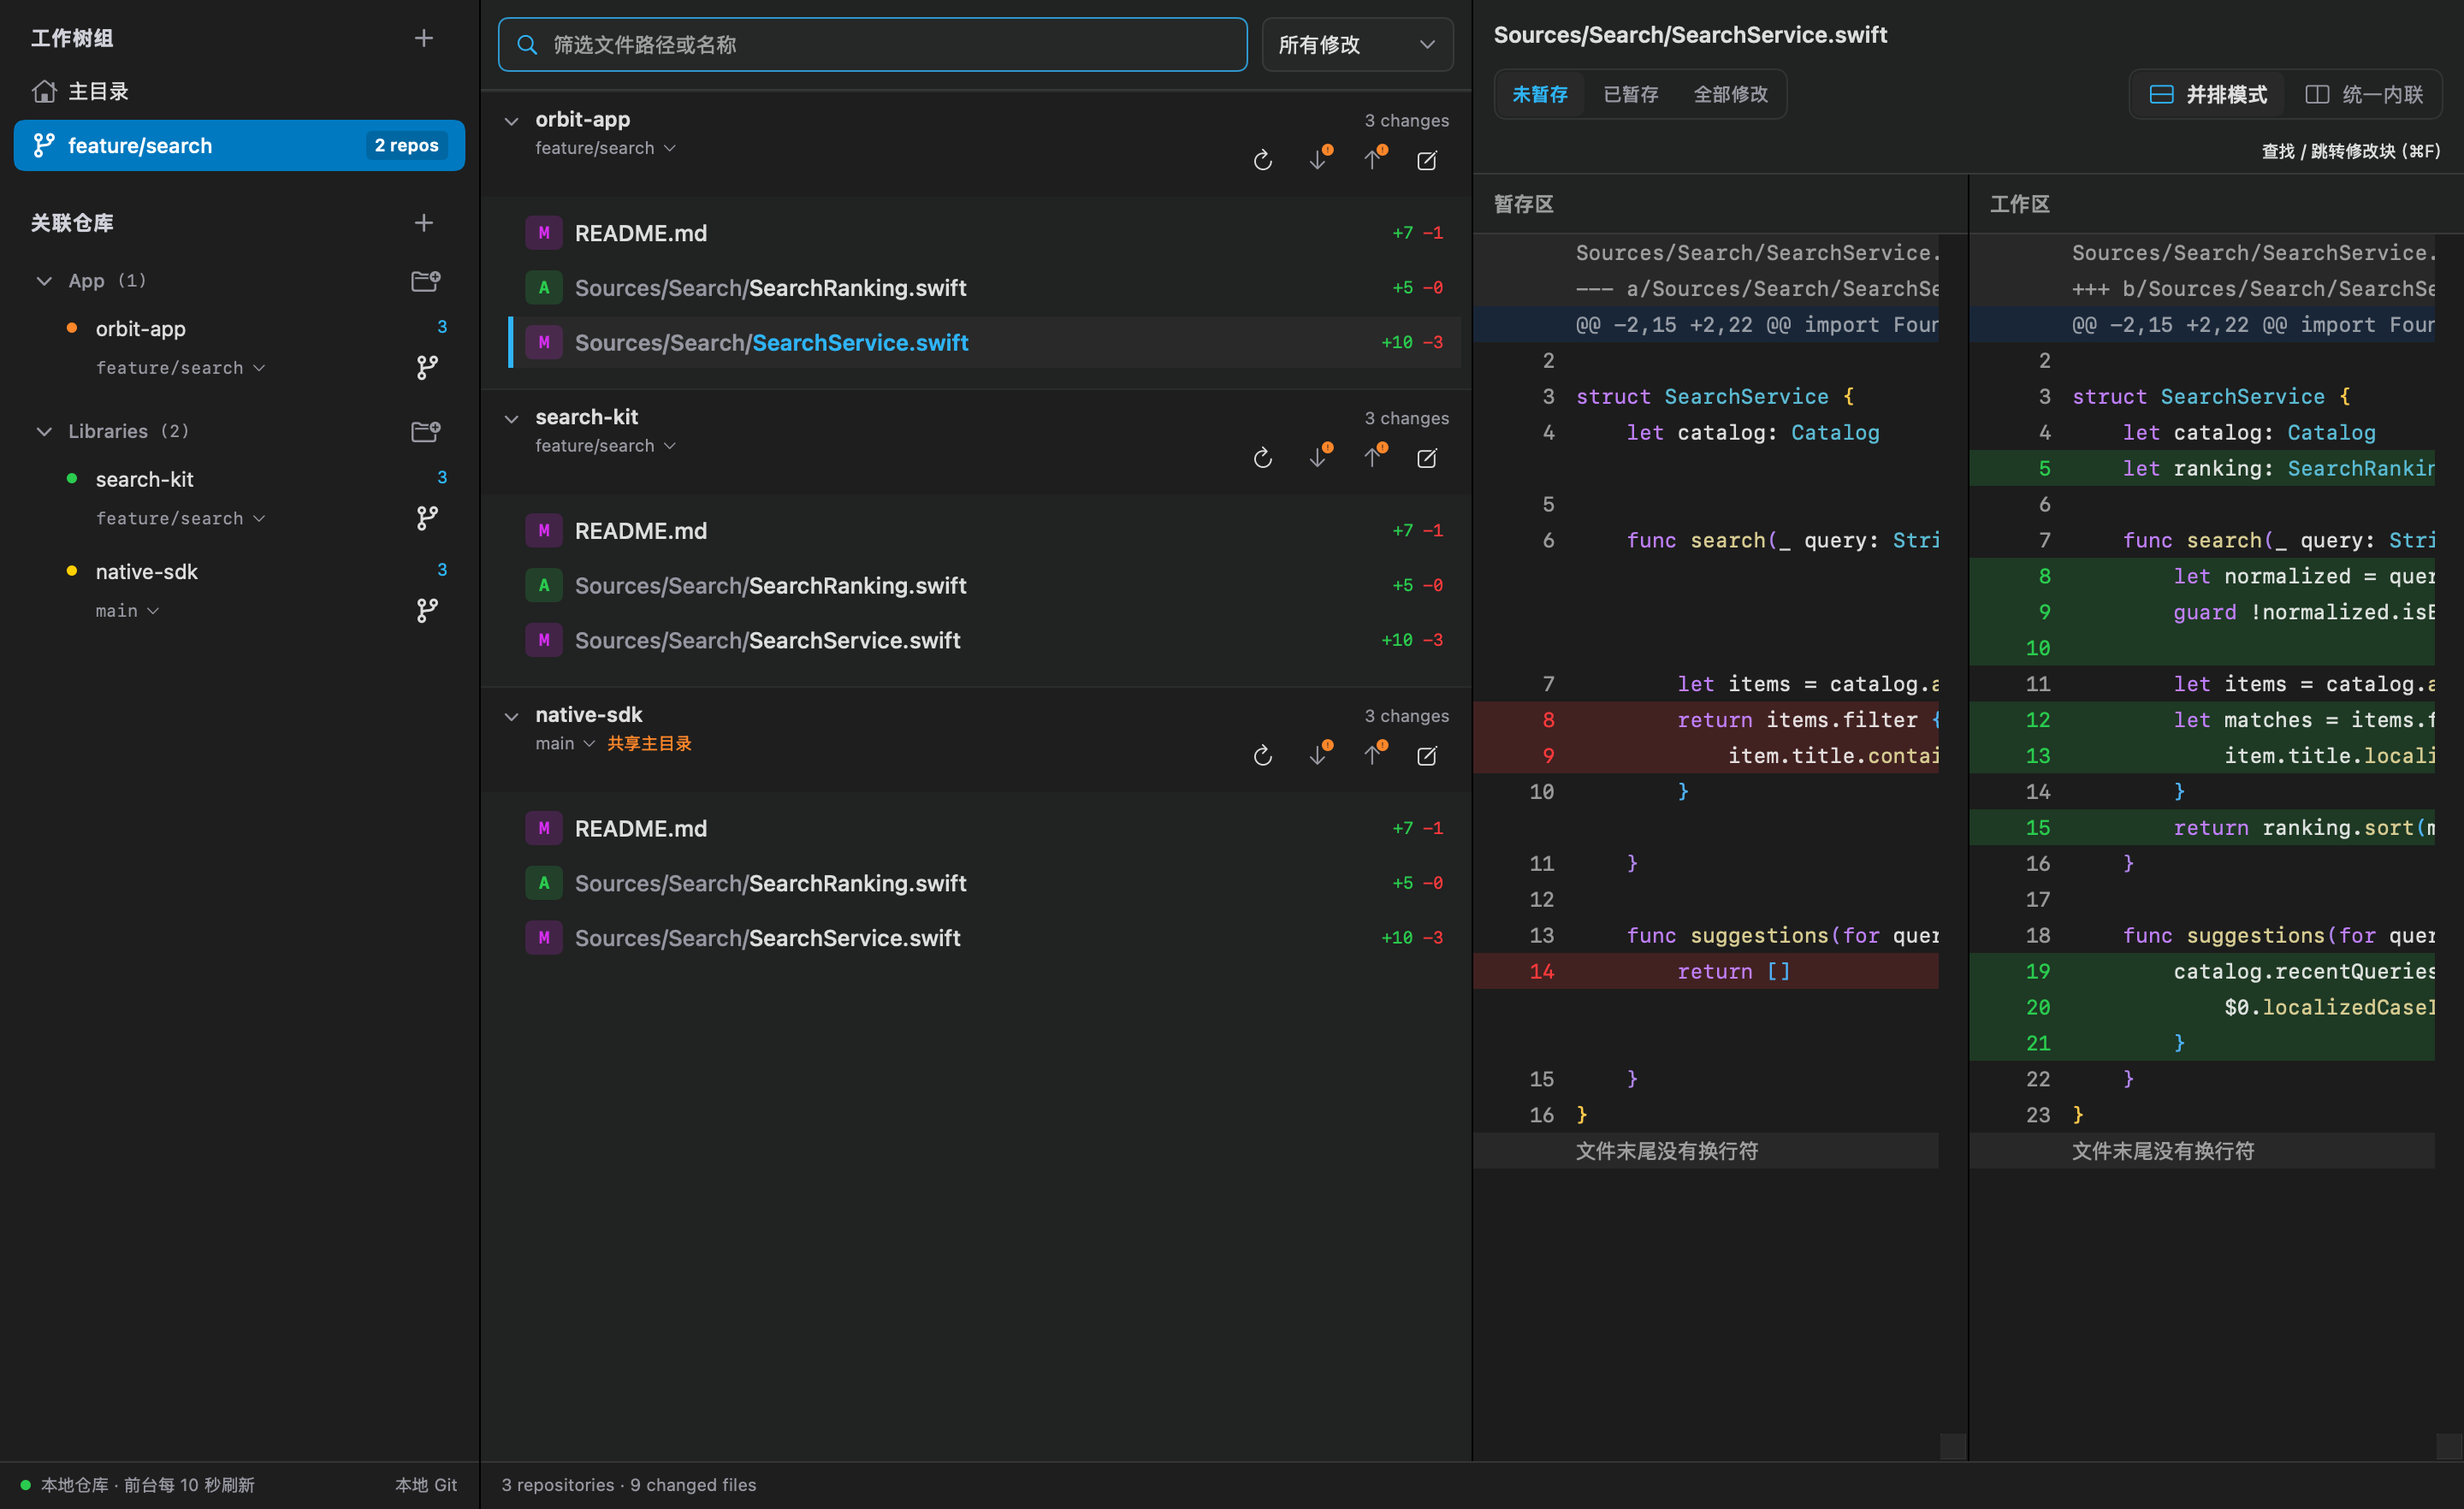 工作树组
主目录
feature/search 2 repos
关联仓库
App (1)
orbit-app 3
feature/search
Libraries (2)
search-kit 3
feature/search
native-sdk 3
main
本地仓库 · 前台每 10 秒刷新 本地 Git
筛选文件路径或名称 所有修改
orbit-app 3 changes
feature/search
M README.md +7 −1
A Sources/Search/SearchRanking.swift +5 −0
M Sources/Search/SearchService.swift +10 −3
search-kit 3 changes
feature/search
M README.md +7 −1
A Sources/Search/SearchRanking.swift +5 −0
M Sources/Search/SearchService.swift +10 −3
native-sdk 3 changes
main 共享主目录
M README.md +7 −1
A Sources/Search/SearchRanking.swift +5 −0
M Sources/Search/SearchService.swift +10 −3
3 repositories · 9 changed files
Sources/Search/SearchService.swift
未暂存 已暂存 全部修改 并排模式 统一内联
查找 / 跳转修改块 (⌘F)
暂存区
Sources/Search/SearchService.
--- a/Sources/Search/SearchSe
@@ -2,15 +2,22 @@ import Four
2
3 struct SearchService {
4 let catalog: Catalog
5
6 func search(_ query: Stri
7 let items = catalog.a
8 return items.filter {
9 item.title.contai
10 }
11 }
12
13 func suggestions(for quer
14 return []
15 }
16 }
文件末尾没有换行符
工作区
Sources/Search/SearchService.
+++ b/Sources/Search/SearchSe
@@ -2,15 +2,22 @@ import Four
2
3 struct SearchService {
4 let catalog: Catalog
5 let ranking: SearchRankin
6
7 func search(_ query: Stri
8 let normalized = quer
9 guard !normalized.isE
10
11 let items = catalog.a
12 let matches = items.f
13 item.title.locali
14 }
15 return ranking.sort(m
16 }
17
18 func suggestions(for quer
19 catalog.recentQueries
20 $0.localizedCaseI
21 }
22 }
23 }
文件末尾没有换行符